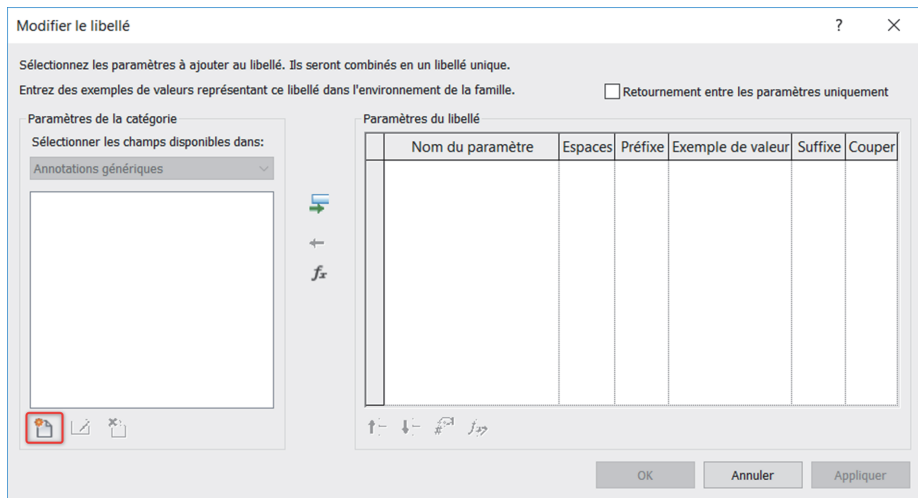 Modifier le libellé
?
Sélectionnez les paramètres à ajouter au libellé. Ils seront combinés en un libellé unique.
Entrez des exemples de valeurs représentant ce libellé dans l'environnement de la famille.
Retournement entre les paramètres uniquement
Paramètres de la catégorie
Sélectionner les champs disponibles dans:
Annotations génériques
fx
Paramètres du libellé
Nom du paramètre Espaces Préfixe Exemple de valeur Suffixe Couper
OK Annuler Appliquer